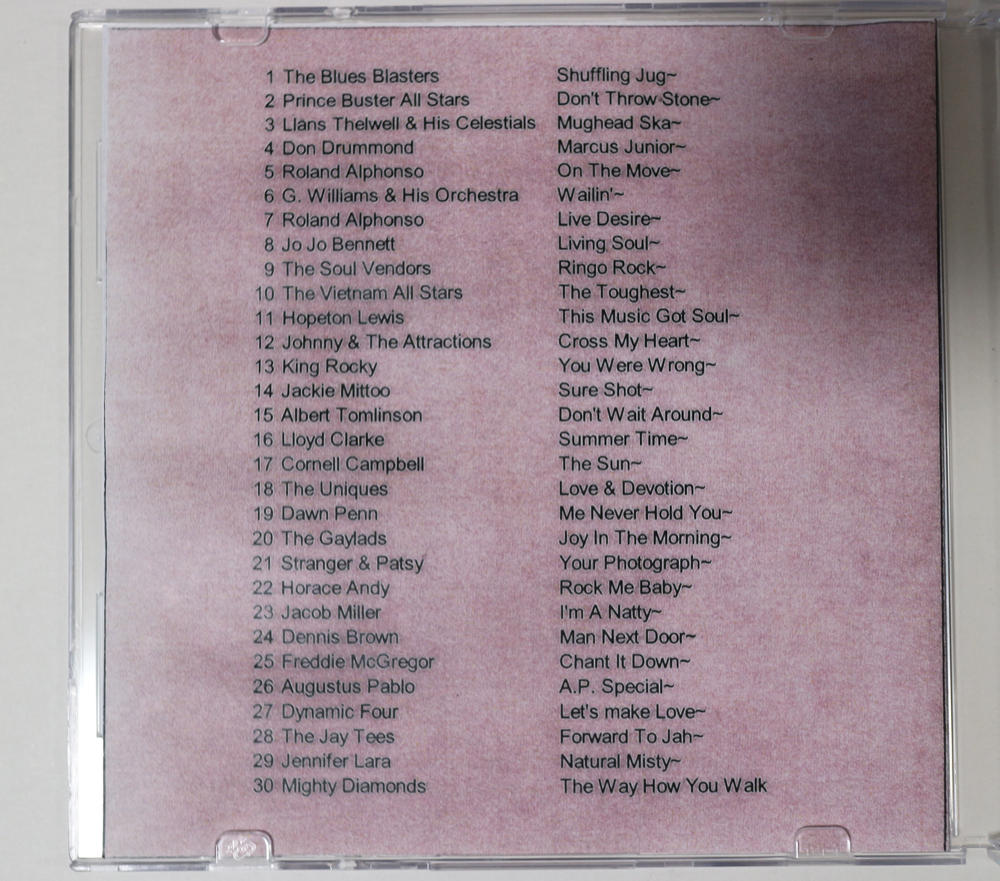 1 The Blues Blasters Shuffling Jug~
2 Prince Buster All Stars Don't Throw Stone~
3 Llans Thelwell & His Celestials Mughead Ska~
4 Don Drummond Marcus Junior~
5 Roland Alphonso On The Move~
6 G. Williams & His Orchestra Wailin'~
7 Roland Alphonso Live Desire~
8 Jo Jo Bennett Living Soul~
9 The Soul Vendors Ringo Rock~
10 The Vietnam All Stars The Toughest~
11 Hopeton Lewis This Music Got Soul~
12 Johnny & The Attractions Cross My Heart~
13 King Rocky You Were Wrong~
14 Jackie Mittoo Sure Shot~
15 Albert Tomlinson Don't Wait Around~
16 Lloyd Clarke Summer Time~
17 Cornell Campbell The Sun~
18 The Uniques Love & Devotion~
19 Dawn Penn Me Never Hold You~
20 The Gaylads Joy In The Morning~
21 Stranger & Patsy Your Photograph~
22 Horace Andy Rock Me Baby~
23 Jacob Miller I'm A Natty~
24 Dennis Brown Man Next Door~
25 Freddie McGregor Chant It Down~
26 Augustus Pablo A.P. Special~
27 Dynamic Four Let's make Love~
28 The Jay Tees Forward To Jah~
29 Jennifer Lara Natural Misty~
30 Mighty Diamonds The Way How You Walk